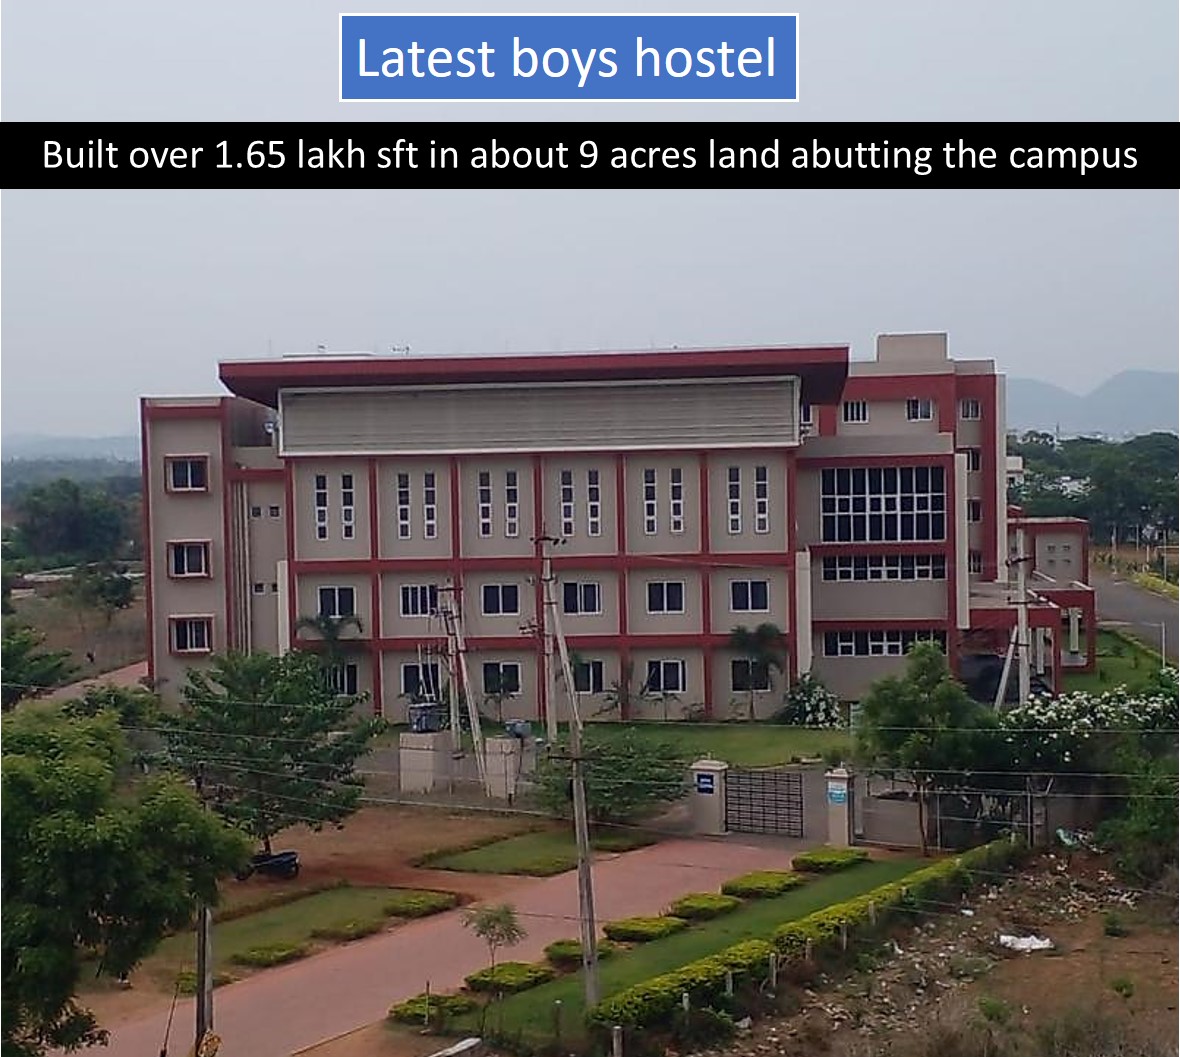 Latest boys hostel
Built over 1.65 lakh sft in about 9 acres land abutting the campus